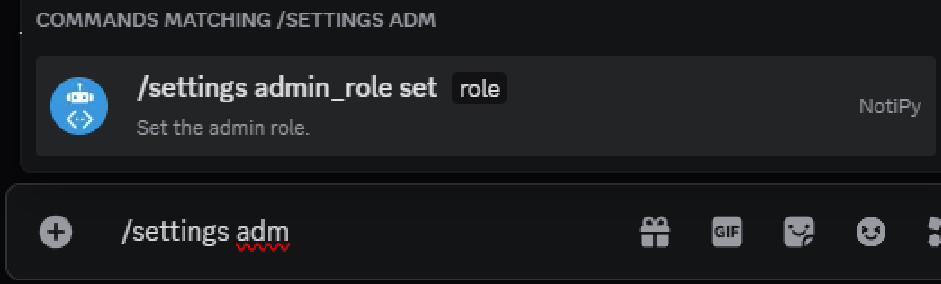 COMMANDS MATCHING /SETTINGS ADM
/settings admin_role set role
Set the admin role.
NotiPy
/settings adm
GIF